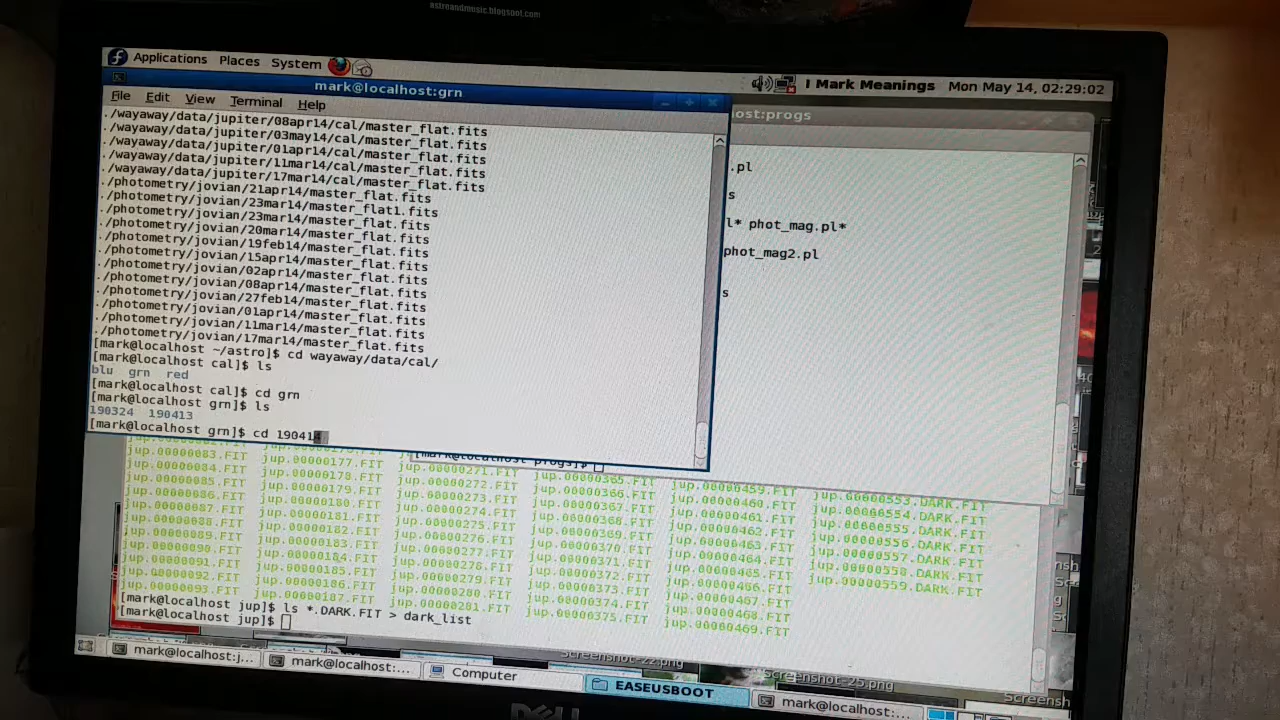 astroandmusic.blogspot.com
Applications Places System
Mark Meanings Mon May 14, 02:29:02
mark@localhost:grn
File Edit View Terminal Help
./wayaway/data/jupiter/08apr14/cal/master_flat.fits
./wayaway/data/jupiter/03may14/cal/master_flat.fits
./wayaway/data/jupiter/01apr14/cal/master_flat.fits
./wayaway/data/jupiter/11mar14/cal/master_flat.fits
./wayaway/data/jupiter/17mar14/cal/master_flat.fits
./photometry/jovian/21apr14/master_flat.fits
./photometry/jovian/23mar14/master_flat1.fits
./photometry/jovian/23mar14/master_flat.fits
./photometry/jovian/20mar14/master_flat.fits
./photometry/jovian/19feb14/master_flat.fits
./photometry/jovian/15apr14/master_flat.fits
./photometry/jovian/02apr14/master_flat.fits
./photometry/jovian/08apr14/master_flat.fits
./photometry/jovian/27feb14/master_flat.fits
./photometry/jovian/01apr14/master_flat.fits
./photometry/jovian/11mar14/master_flat.fits
./photometry/jovian/17mar14/master_flat.fits
[mark@localhost ~/astro]$ cd wayaway/data/cal/
[mark@localhost cal]$ ls
blu grn red
[mark@localhost cal]$ cd grn
[mark@localhost grn]$ ls
190324 190413
[mark@localhost grn]$ cd 19041
ost:progs
.pl
s
l* phot_mag.pl*
phot_mag2.pl
s
[mark@localhost progs]$
jup.00000083.FIT jup.00000177.FIT jup.00000271.FIT jup.00000365.FIT jup.00000459.FIT jup.00000553.DARK.FIT
jup.00000084.FIT jup.00000178.FIT jup.00000272.FIT jup.00000366.FIT jup.00000460.FIT jup.00000554.DARK.FIT
jup.00000085.FIT jup.00000179.FIT jup.00000273.FIT jup.00000367.FIT jup.00000461.FIT jup.00000555.DARK.FIT
jup.00000086.FIT jup.00000180.FIT jup.00000274.FIT jup.00000368.FIT jup.00000462.FIT jup.00000556.DARK.FIT
jup.00000087.FIT jup.00000181.FIT jup.00000275.FIT jup.00000369.FIT jup.00000463.FIT jup.00000557.DARK.FIT
jup.00000088.FIT jup.00000182.FIT jup.00000276.FIT jup.00000370.FIT jup.00000464.FIT jup.00000558.DARK.FIT
jup.00000089.FIT jup.00000183.FIT jup.00000277.FIT jup.00000371.FIT jup.00000465.FIT jup.00000559.DARK.FIT
jup.00000090.FIT jup.00000184.FIT jup.00000278.FIT jup.00000372.FIT jup.00000466.FIT
jup.00000091.FIT jup.00000185.FIT jup.00000279.FIT jup.00000373.FIT jup.00000467.FIT
jup.00000092.FIT jup.00000186.FIT jup.00000280.FIT jup.00000374.FIT jup.00000468.FIT
jup.00000093.FIT jup.00000187.FIT jup.00000281.FIT jup.00000375.FIT jup.00000469.FIT
[mark@localhost jup]$ ls *.DARK.FIT > dark_list
[mark@localhost jup]$
Screenshot-22.png
Screenshot-25.png
Screensh
mark@localhost:j...
mark@localhost:...
Computer
EASEUSBOOT
mark@localhost:...
DELL